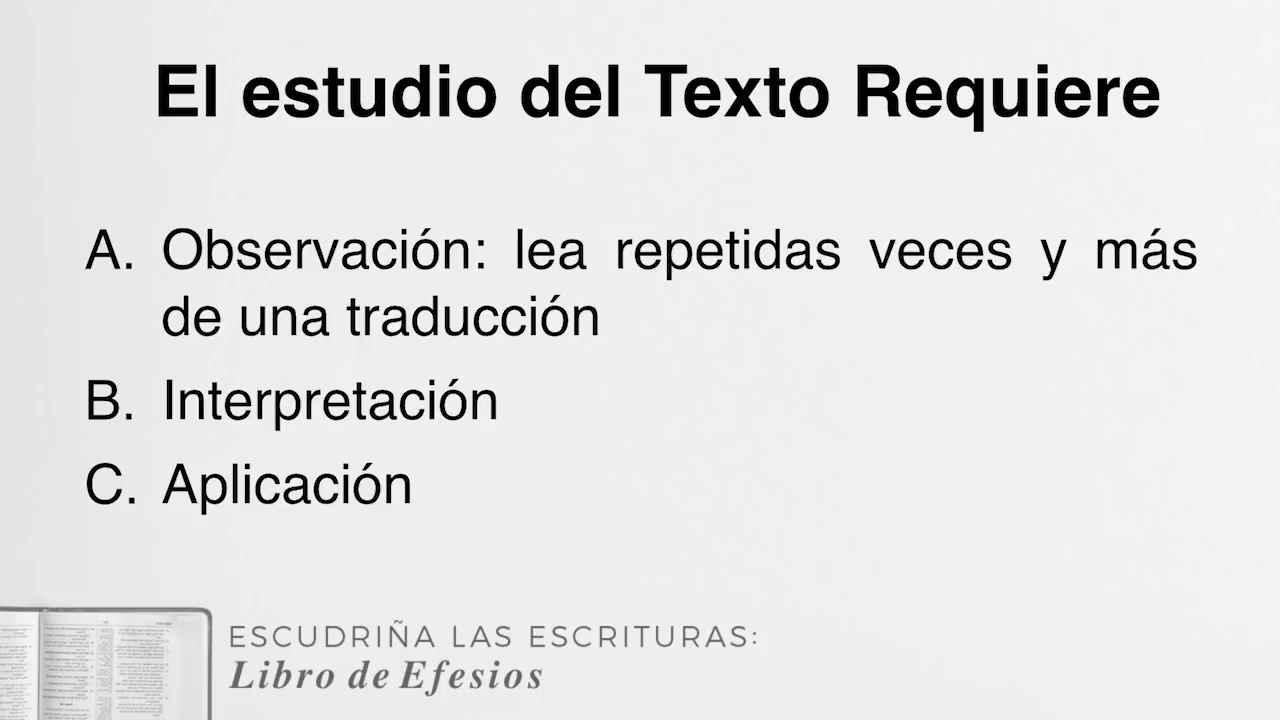 El estudio del Texto Requiere
A. Observación: lea repetidas veces y más
de una traducción
B. Interpretación
C. Aplicación
ESCUDRIÑA LAS ESCRITURAS:
Libro de Efesios